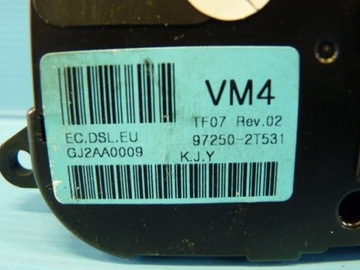 VM4
EC.DSL.EU TF07 Rev.02
GJ2AA0009 97250-2T531
K.J.Y